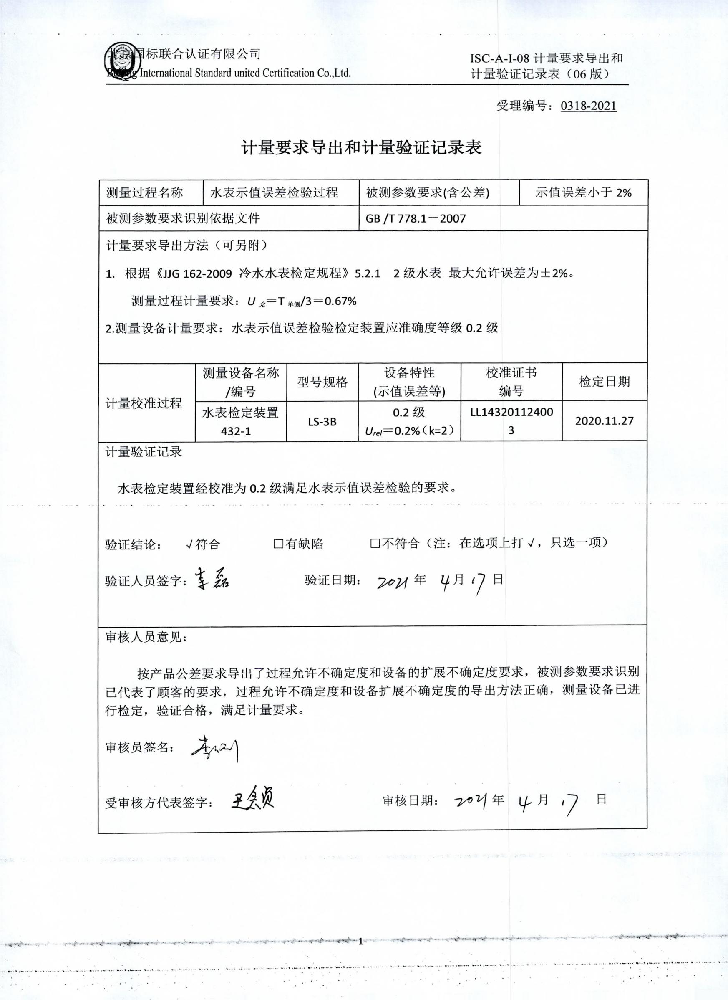 北京国标联合认证有限公司
Beijing International Standard united Certification Co.,Ltd.
ISC-A-I-08 计量要求导出和
计量验证记录表（06 版）
受理编号：0318-2021
计量要求导出和计量验证记录表
测量过程名称 水表示值误差检验过程 被测参数要求(含公差) 示值误差小于 2%
被测参数要求识别依据文件 GB /T 778.1－2007
计量要求导出方法（可另附）
1. 根据《JJG 162-2009 冷水水表检定规程》5.2.1 2 级水表 最大允许误差为±2%。
测量过程计量要求：U 允＝T 单侧/3＝0.67%
2.测量设备计量要求：水表示值误差检验检定装置应准确度等级 0.2 级
计量校准过程
测量设备名称
/编号
型号规格
设备特性
(示值误差等)
校准证书
编号
检定日期
水表检定装置
432-1
LS-3B
0.2 级
Urel＝0.2%（k=2）
LL14320112400
3
2020.11.27
计量验证记录
水表检定装置经校准为 0.2 级满足水表示值误差检验的要求。
验证结论： √符合 □有缺陷 □不符合（注：在选项上打 √，只选一项）
验证人员签字：李磊 验证日期： 2021 年 4 月 17 日
审核人员意见：
按产品公差要求导出了过程允许不确定度和设备的扩展不确定度要求，被测参数要求识别
已代表了顾客的要求，过程允许不确定度和设备扩展不确定度的导出方法正确，测量设备已进
行检定，验证合格，满足计量要求。
审核员签名：
受审核方代表签字： 审核日期： 2021 年 4 月 17 日
1